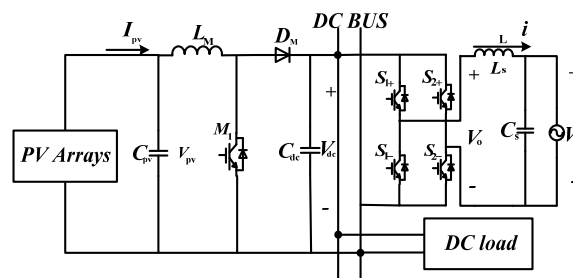 DC BUS
I_pv
L_M
D_M
L
i
L_s
S_1+
S_2+
+
+
+
M_1
PV Arrays
C_pv
V_pv
C_dc
V_dc
S_1-
S_2-
V_o
C_s
V
-
-
-
DC load